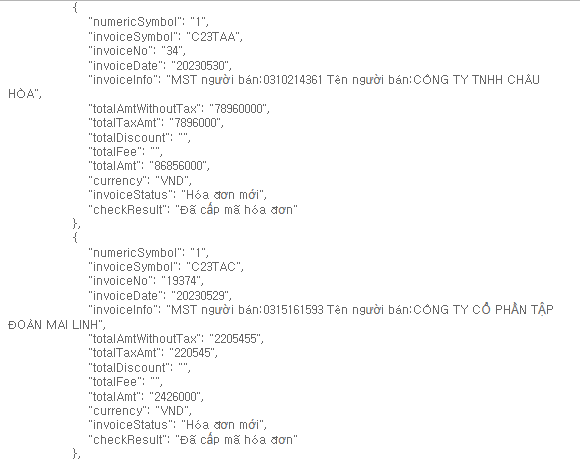 {
"numericSymbol": "1",
"invoiceSymbol": "C23TAA",
"invoiceNo": "34",
"invoiceDate": "20230530",
"invoiceInfo": "MST người bán:0310214361 Tên người bán:CÔNG TY TNHH CHÂU
HÒA",
"totalAmtWithoutTax": "78960000",
"totalTaxAmt": "7896000",
"totalDiscount": "",
"totalFee": "",
"totalAmt": "86856000",
"currency": "VND",
"invoiceStatus": "Hóa đơn mới",
"checkResult": "Đã cấp mã hóa đơn"
},
{
"numericSymbol": "1",
"invoiceSymbol": "C23TAC",
"invoiceNo": "19374",
"invoiceDate": "20230529",
"invoiceInfo": "MST người bán:0315161593 Tên người bán:CÔNG TY CỔ PHẦN TẬP
ĐOÀN MAI LINH",
"totalAmtWithoutTax": "2205455",
"totalTaxAmt": "220545",
"totalDiscount": "",
"totalFee": "",
"totalAmt": "2426000",
"currency": "VND",
"invoiceStatus": "Hóa đơn mới",
"checkResult": "Đã cấp mã hóa đơn"
},